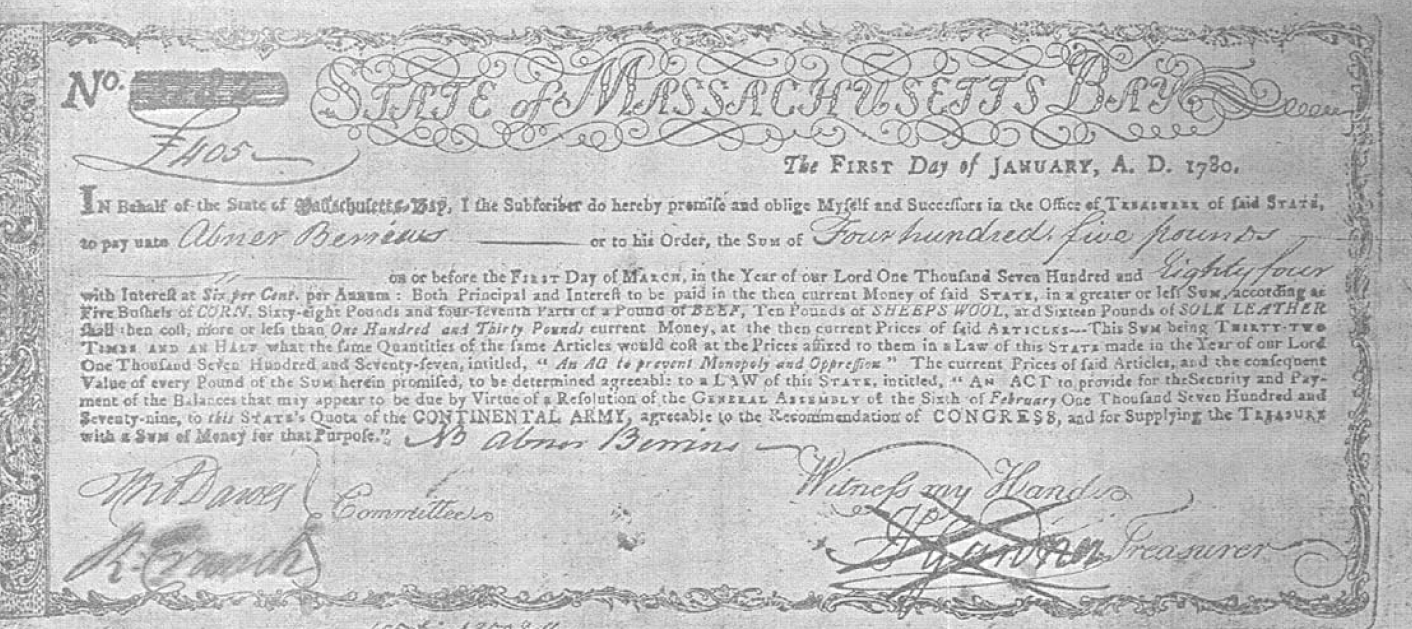 No.
STATE of MASSACHUSETTS BAY
£405
The FIRST Day of JANUARY, A. D. 1780.
IN Behalf of the State of Massachusetts-Bay, I the Subſcriber do hereby promiſe and oblige Myſelf and Succeſſors in the Office of TREASURER of ſaid STATE,
to pay unto Abner or to his Order, the SUM of Four hundred, five pounds
on or before the FIRST Day of MARCH, in the Year of our Lord One Thouſand Seven Hundred and Eighty four
with Intereſt at Six per Cent. per Annum : Both Principal and Intereſt to be paid in the then current Money of ſaid STATE, in a greater or leſs SUM, according as
Five Buſhels of CORN, Sixty-eight Pounds and four-ſeventh Parts of a Pound of BEEF, Ten Pounds of SHEEPS WOOL, and Sixteen Pounds of SOLE LEATHER
ſhall then coſt, more or leſs than One Hundred and Thirty Pounds current Money, at the then current Prices of ſaid ARTICLES---This SUM being THIRTY-TWO
TIMES AND AN HALF what the ſame Quantities of the ſame Articles would coſt at the Prices affixed to them in a Law of this STATE made in the Year of our Lord
One Thouſand Seven Hundred and Seventy-ſeven, intitled, " An Act to prevent Monopoly and Oppreſſion." The current Prices of ſaid Articles, and the conſequent
Value of every Pound of the SUM herein promiſed, to be determined agreeable to a LAW of this STATE, intitled, " AN ACT to provide for the Security and Pay-
ment of the Balances that may appear to be due by Virtue of a Reſolution of the GENERAL ASSEMBLY of the Sixth of February One Thouſand Seven Hundred and
Seventy-nine, to this STATE's Quota of the CONTINENTAL ARMY, agreeable to the Recommendation of CONGRESS, and for Supplying the TREASURY
with a SUM of Money for that Purpoſe." Abner
Dawes Committee Witneſs my Hand
R. Cranch Treasurer